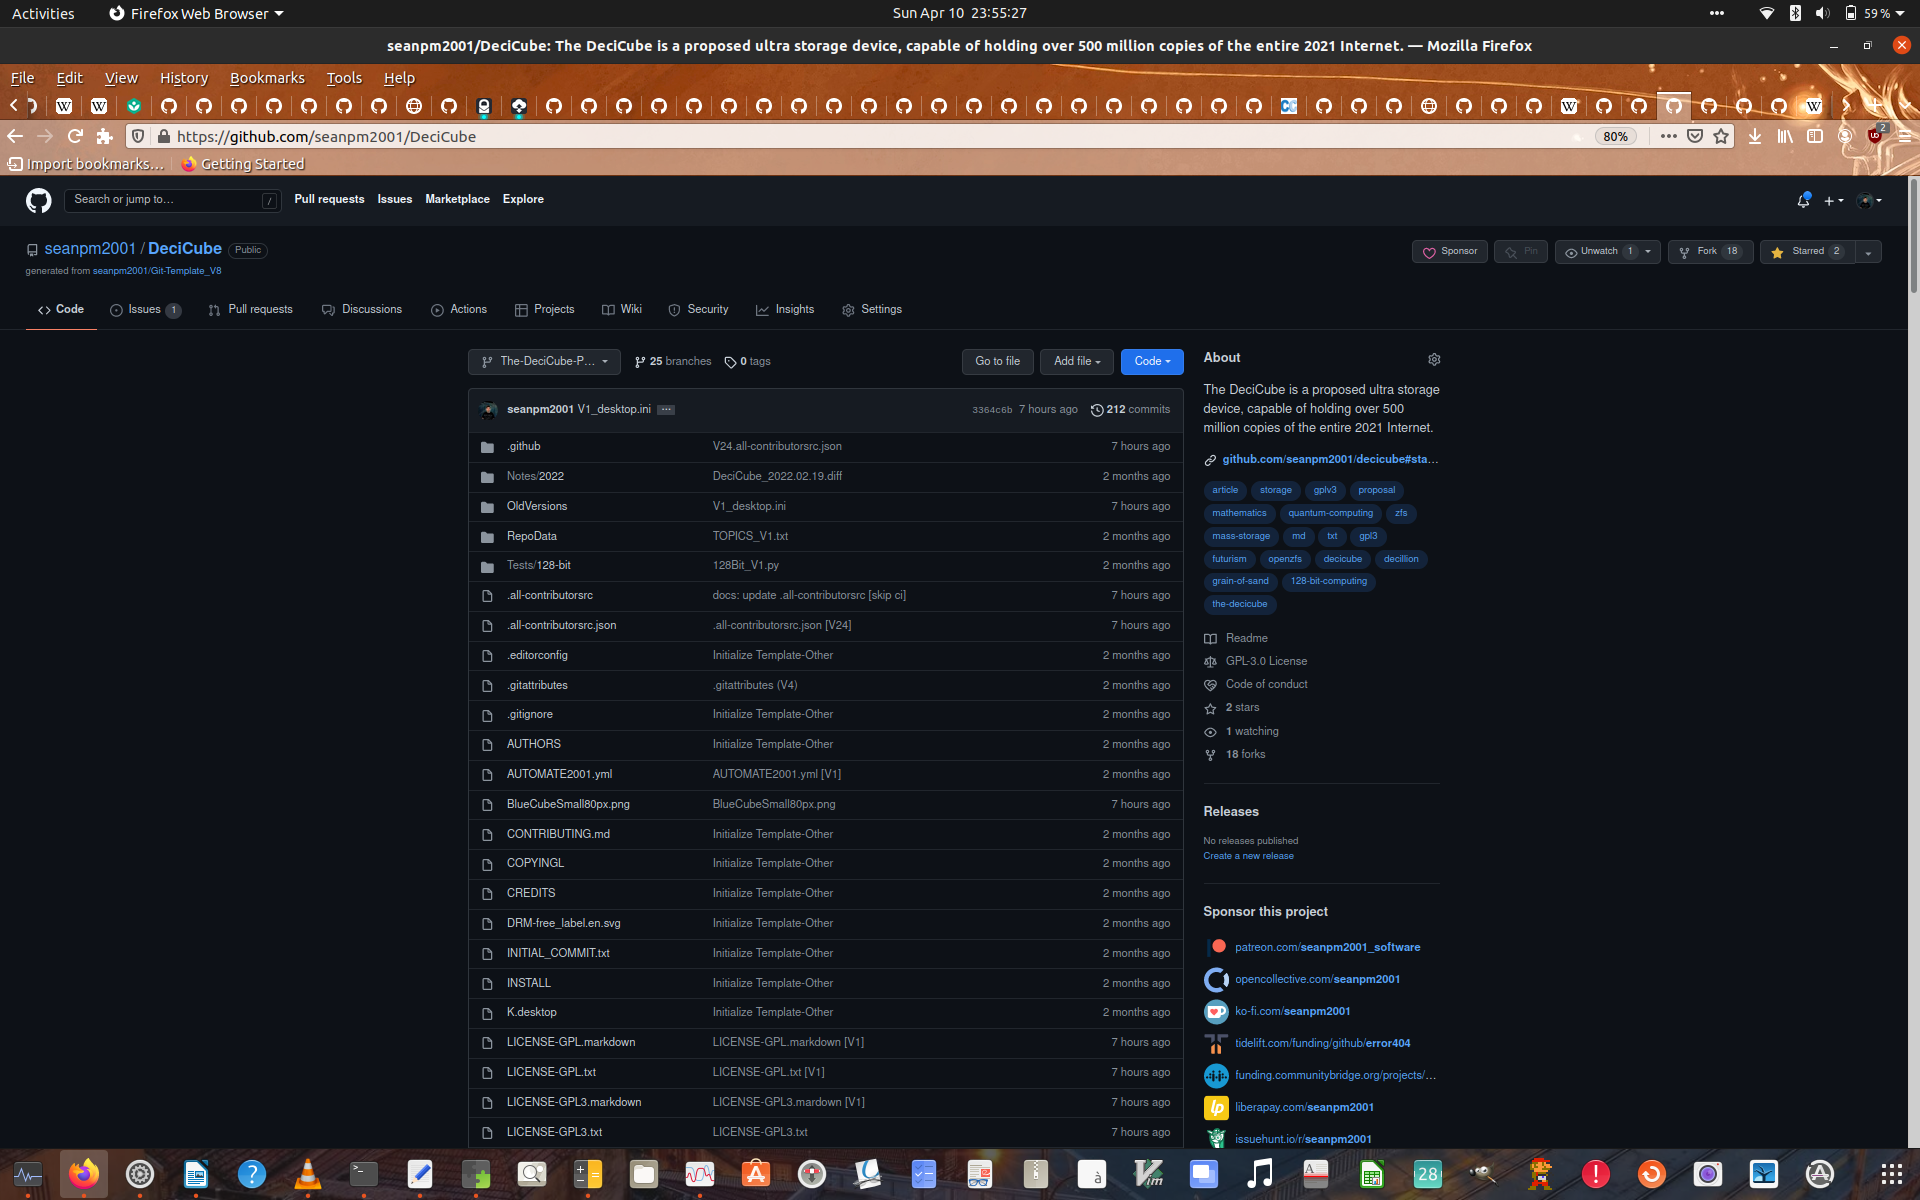 Activities
Firefox Web Browser
Sun Apr 10 23:55:27
59 %
seanpm2001/DeciCube: The DeciCube is a proposed ultra storage device, capable of holding over 500 million copies of the entire 2021 Internet. — Mozilla Firefox
File Edit View History Bookmarks Tools Help
https://github.com/seanpm2001/DeciCube
80%
2
Import bookmarks...
Getting Started
Search or jump to...
/
Pull requests Issues Marketplace Explore
seanpm2001 / DeciCube Public
generated from seanpm2001/Git-Template_V8
Sponsor
Pin
Unwatch 1
Fork 18
Starred 2
Code
Issues 1
Pull requests
Discussions
Actions
Projects
Wiki
Security
Insights
Settings
The-DeciCube-P...
25 branches
0 tags
Go to file
Add file
Code
seanpm2001 V1_desktop.ini
3364c6b 7 hours ago
212 commits
.github V24.all-contributorsrc.json 7 hours ago
Notes/2022 DeciCube_2022.02.19.diff 2 months ago
OldVersions V1_desktop.ini 7 hours ago
RepoData TOPICS_V1.txt 2 months ago
Tests/128-bit 128Bit_V1.py 2 months ago
.all-contributorsrc docs: update .all-contributorsrc [skip ci] 7 hours ago
.all-contributorsrc.json .all-contributorsrc.json [V24] 7 hours ago
.editorconfig Initialize Template-Other 2 months ago
.gitattributes .gitattributes (V4) 2 months ago
.gitignore Initialize Template-Other 2 months ago
AUTHORS Initialize Template-Other 2 months ago
AUTOMATE2001.yml AUTOMATE2001.yml [V1] 2 months ago
BlueCubeSmall80px.png BlueCubeSmall80px.png 7 hours ago
CONTRIBUTING.md Initialize Template-Other 2 months ago
COPYINGL Initialize Template-Other 2 months ago
CREDITS Initialize Template-Other 2 months ago
DRM-free_label.en.svg Initialize Template-Other 2 months ago
INITIAL_COMMIT.txt Initialize Template-Other 2 months ago
INSTALL Initialize Template-Other 2 months ago
K.desktop Initialize Template-Other 2 months ago
LICENSE-GPL.markdown LICENSE-GPL.markdown [V1] 7 hours ago
LICENSE-GPL.txt LICENSE-GPL.txt [V1] 7 hours ago
LICENSE-GPL3.markdown LICENSE-GPL3.mardown [V1] 7 hours ago
LICENSE-GPL3.txt LICENSE-GPL3.txt 7 hours ago
About
The DeciCube is a proposed ultra storage
device, capable of holding over 500
million copies of the entire 2021 Internet.
github.com/seanpm2001/decicube#sta...
article storage gplv3 proposal
mathematics quantum-computing zfs
mass-storage md txt gpl3
futurism openzfs decicube decillion
grain-of-sand 128-bit-computing
the-decicube
Readme
GPL-3.0 License
Code of conduct
2 stars
1 watching
18 forks
Releases
No releases published
Create a new release
Sponsor this project
patreon.com/seanpm2001_software
opencollective.com/seanpm2001
ko-fi.com/seanpm2001
tidelift.com/funding/github/error404
funding.communitybridge.org/projects/...
liberapay.com/seanpm2001
issuehunt.io/r/seanpm2001
28